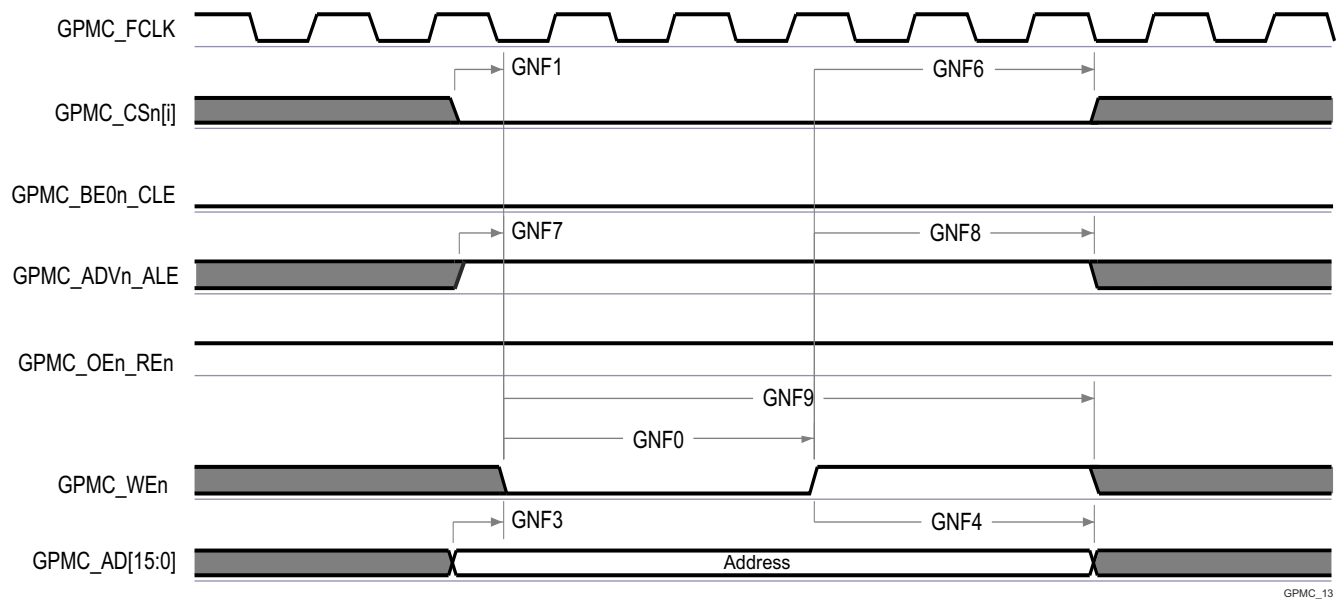 GPMC_FCLK
GNF1
GNF6
GPMC_CSn[i]
GPMC_BE0n_CLE
GNF7
GNF8
GPMC_ADVn_ALE
GPMC_OEn_REn
GNF9
GNF0
GPMC_WEn
GNF3
GNF4
GPMC_AD[15:0]
Address
GPMC_13